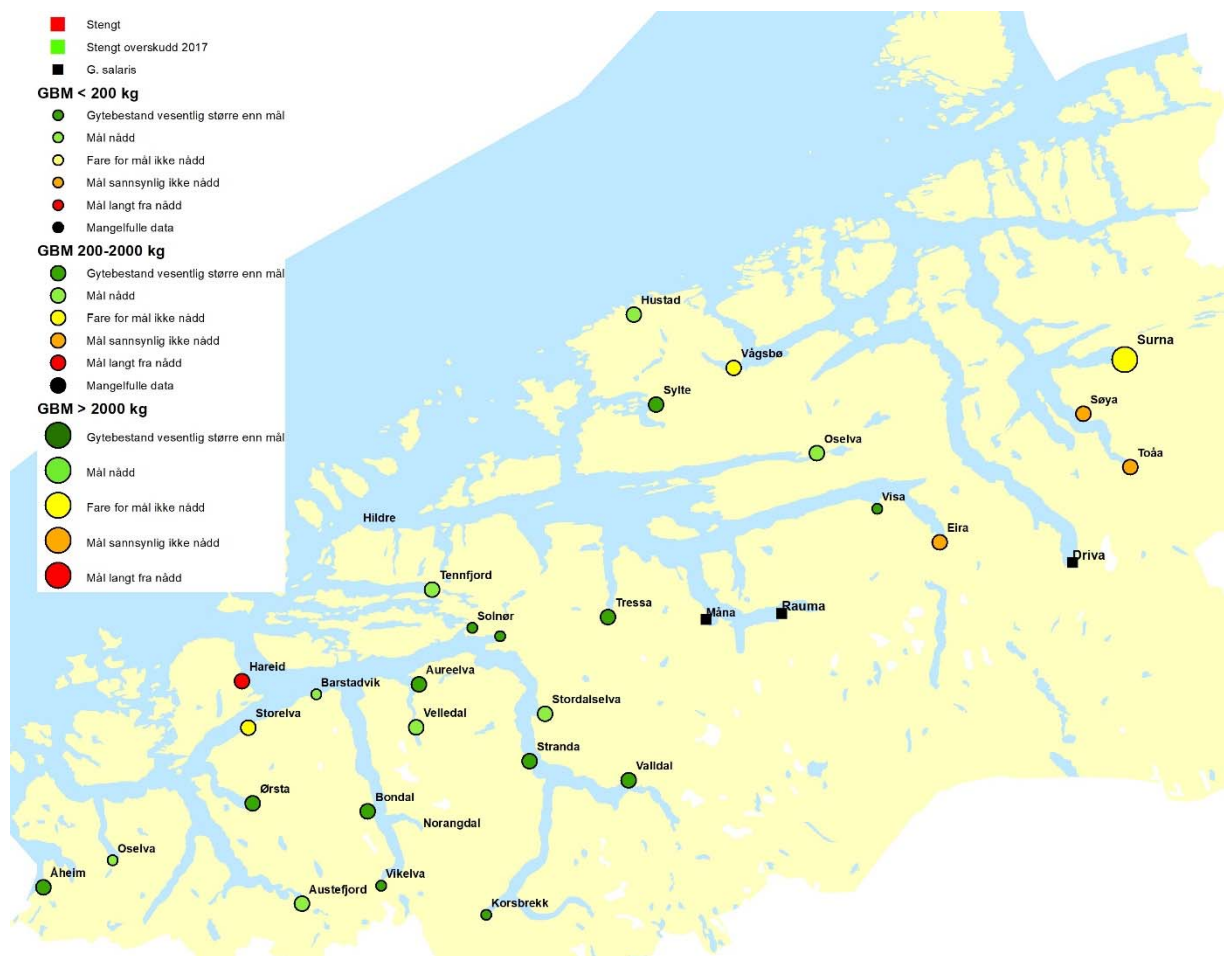 Stengt
Stengt overskudd 2017
G. salaris
GBM < 200 kg
Gytebestand vesentlig større enn mål
Mål nådd
Fare for mål ikke nådd
Mål sannsynlig ikke nådd
Mål langt fra nådd
Mangelfulle data
GBM 200-2000 kg
Gytebestand vesentlig større enn mål
Mål nådd
Fare for mål ikke nådd
Mål sannsynlig ikke nådd
Mål langt fra nådd
Mangelfulle data
GBM > 2000 kg
Gytebestand vesentlig større enn mål
Mål nådd
Fare for mål ikke nådd
Mål sannsynlig ikke nådd
Mål langt fra nådd
Hustad
Surna
Vågsbø
Sylte
Søya
Oselva
Toåa
Visa
Hildre
Eira
Driva
Tennfjord
Tressa
Måna
Rauma
Solnør
Hareid
Aureelva
Barstadvik
Stordalselva
Storelva
Velledal
Stranda
Valldal
Ørsta
Bondal
Norangdal
Oselva
Åheim
Vikelva
Austefjord
Korsbrekk